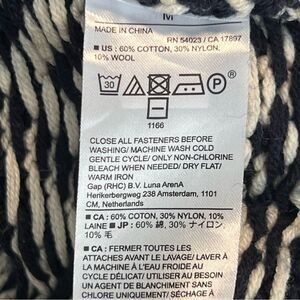 M
MADE IN CHINA
RN 54023 / CA 17897
■ US : 60% COTTON, 30% NYLON,
10% WOOL
30
P
®
1166
CLOSE ALL FASTENERS BEFORE
WASHING/ MACHINE WASH COLD
GENTLE CYCLE/ ONLY NON-CHLORINE
BLEACH WHEN NEEDED/ DRY FLAT/
WARM IRON
Gap (RHC) B.V. Luna ArenA
Herikerbergweg 238 Amsterdam, 1101
CM, Netherlands
■ CA : 60% COTON, 30% NYLON, 10%
LAINE ■ JP : 60% 綿, 30% ナイロン,
10% 毛
■ CA : FERMER TOUTES LES
ATTACHES AVANT LE LAVAGE/ LAVER À
LA MACHINE À L'EAU FROIDE AU
CYCLE DÉLICAT/ UTILISER AU BESOIN
UN AGENT DE BLANCHIMENT SANS
CHLORE SEULEMENT/ SÉCHAGE À